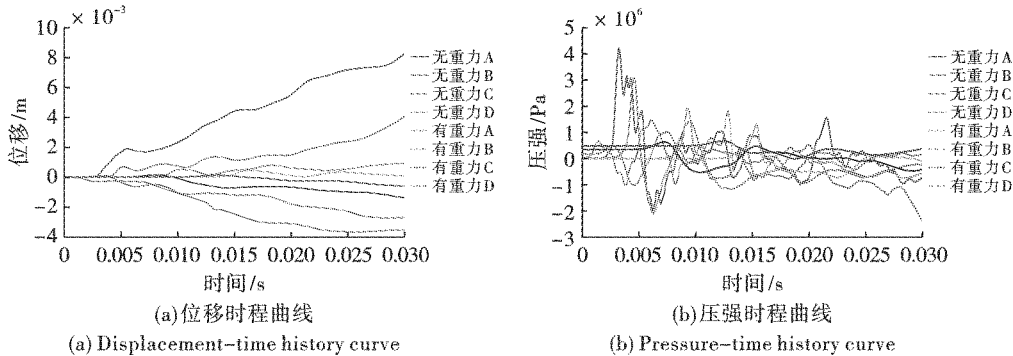 × 10⁻³
10
8
6
4
2
0
−2
−4
位移/m
0 0.005 0.010 0.015 0.020 0.025 0.030
时间/s
无重力A
无重力B
无重力C
无重力D
有重力A
有重力B
有重力C
有重力D
(a)位移时程曲线
(a) Displacement–time history curve
× 10⁶
5
4
3
2
1
0
−1
−2
−3
压强/Pa
0 0.005 0.010 0.015 0.020 0.025 0.030
时间/s
无重力A
无重力B
无重力C
无重力D
有重力A
有重力B
有重力C
有重力D
(b)压强时程曲线
(b) Pressure–time history curve